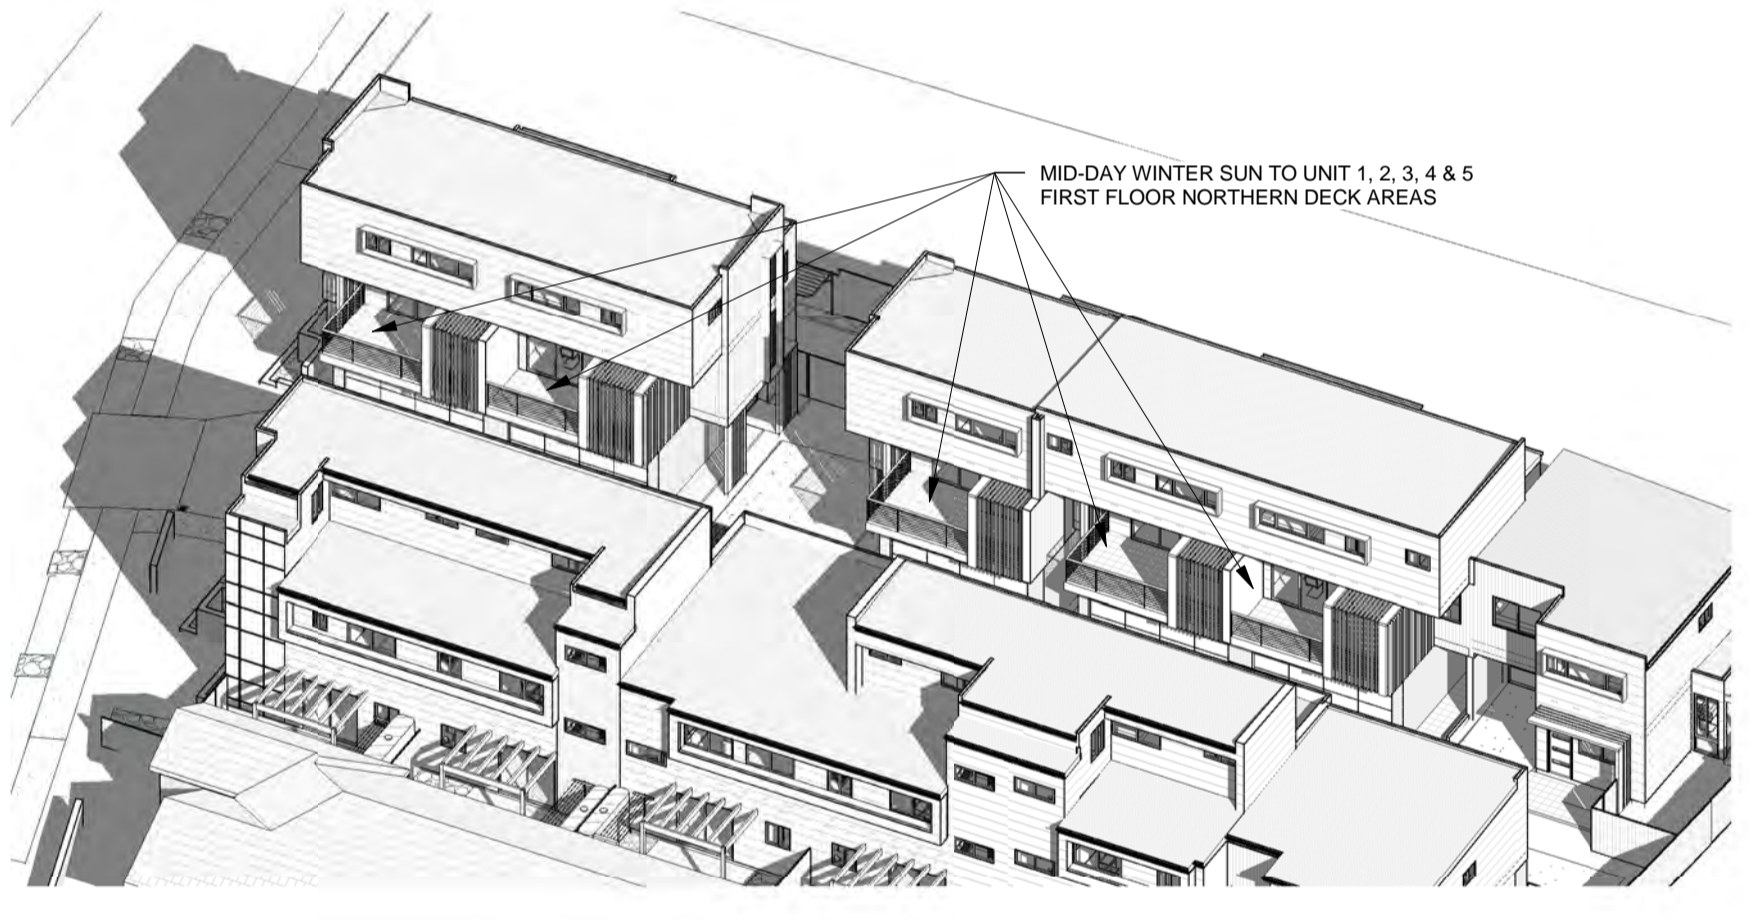 MID-DAY WINTER SUN TO UNIT 1, 2, 3, 4 & 5
FIRST FLOOR NORTHERN DECK AREAS